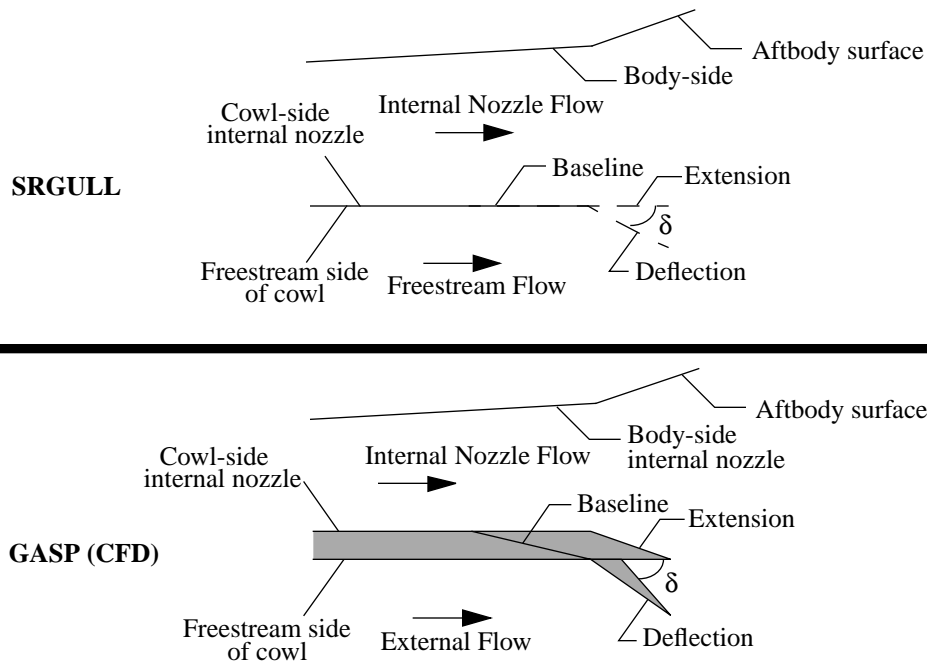 Aftbody surface
Body-side
Cowl-side
internal nozzle
Internal Nozzle Flow
SRGULL
Baseline
Extension
δ
Freestream side
of cowl
Freestream Flow
Deflection
Aftbody surface
Body-side
internal nozzle
Cowl-side
internal nozzle
Internal Nozzle Flow
Baseline
Extension
GASP (CFD)
δ
Freestream side
of cowl
External Flow
Deflection